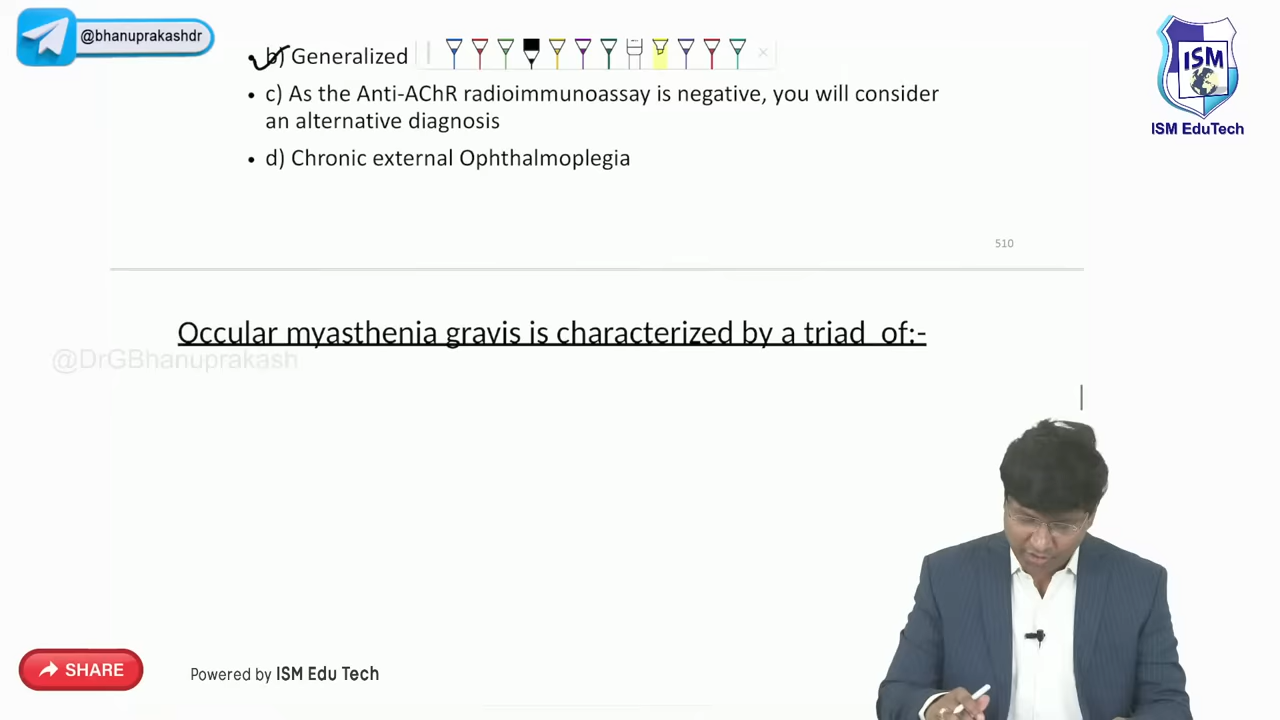 @bhanuprakashdr
b) Generalized
• c) As the Anti-AChR radioimmunoassay is negative, you will consider
an alternative diagnosis
• d) Chronic external Ophthalmoplegia
ISM
ISM EduTech
510
Occular myasthenia gravis is characterized by a triad of:-
@DrGBhanuprakash
SHARE
Powered by ISM Edu Tech